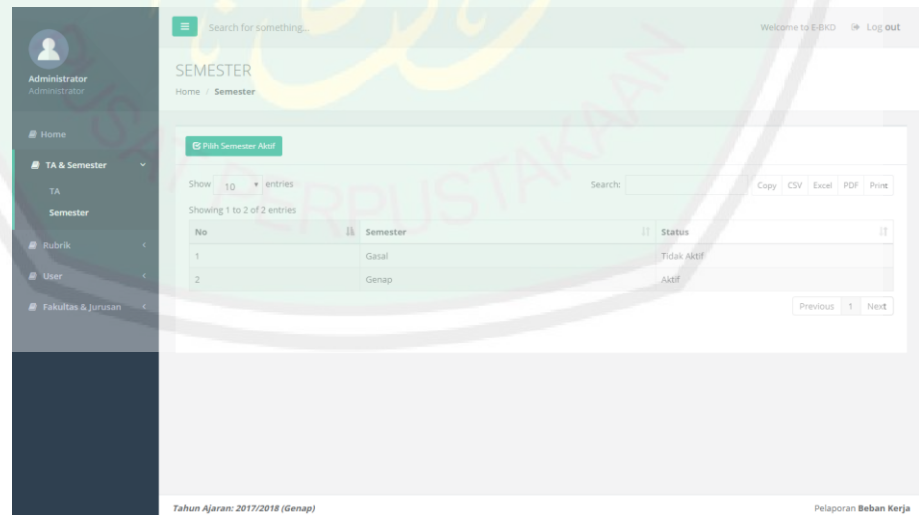 Search for something...
Welcome to E-BKD Log out
Administrator
Administrator
SEMESTER
Home / Semester
Home
TA & Semester
TA
Semester
Rubrik
User
Fakultas & Jurusan
Pilih Semester Aktif
Show 10 entries Search: Copy CSV Excel PDF Print
Showing 1 to 2 of 2 entries
No Semester Status
1 Gasal Tidak Aktif
2 Genap Aktif
Previous 1 Next
PUSAT PERPUSTAKAAN
Tahun Ajaran: 2017/2018 (Genap) Pelaporan Beban Kerja